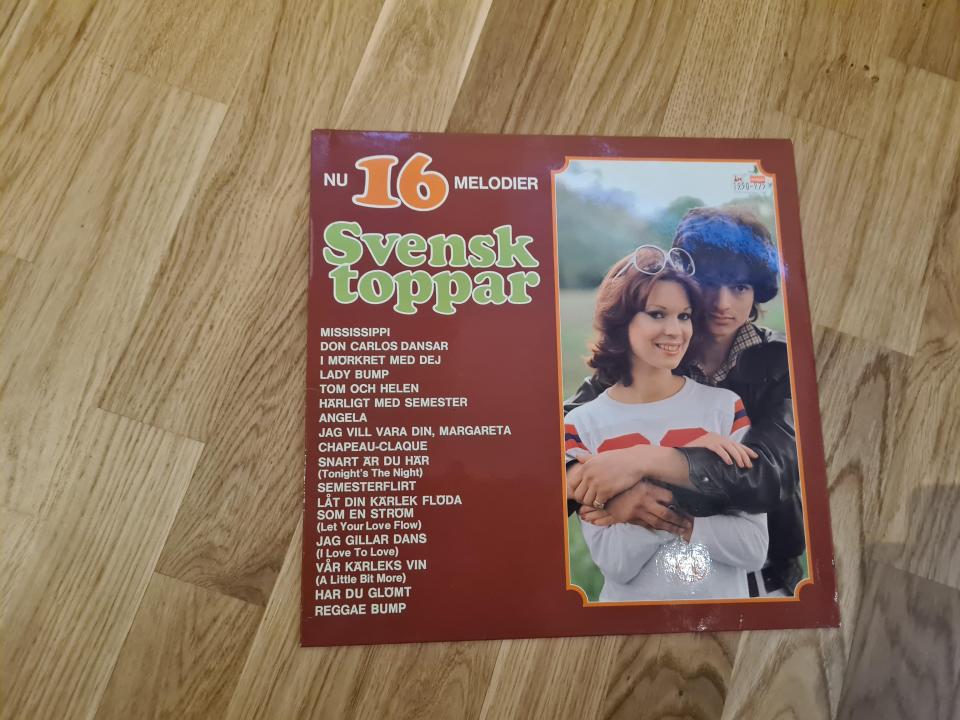 NU 16 MELODIER
Svensk
toppar
MISSISSIPPI
DON CARLOS DANSAR
I MÖRKRET MED DEJ
LADY BUMP
TOM OCH HELEN
HÄRLIGT MED SEMESTER
ANGELA
JAG VILL VARA DIN, MARGARETA
CHAPEAU-CLAQUE
SNART ÄR DU HÄR
(Tonight's The Night)
SEMESTERFLIRT
LÅT DIN KÄRLEK FLÖDA
SOM EN STRÖM
(Let Your Love Flow)
JAG GILLAR DANS
(I Love To Love)
VÅR KÄRLEKS VIN
(A Little Bit More)
HAR DU GLÖMT
REGGAE BUMP